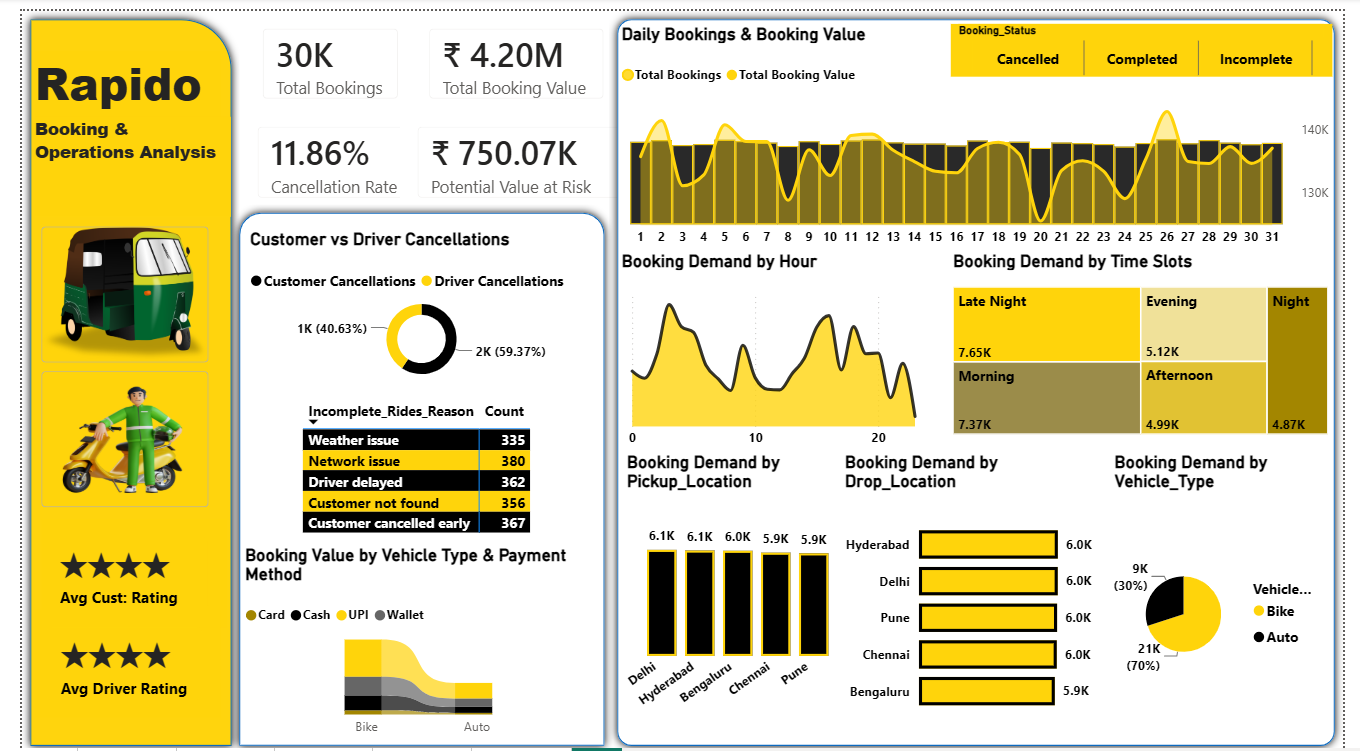 Rapido
Booking &
Operations Analysis
★★★★
Avg Cust: Rating
★★★★
Avg Driver Rating
30K
Total Bookings
₹ 4.20M
Total Booking Value
11.86%
Cancellation Rate
₹ 750.07K
Potential Value at Risk
Customer vs Driver Cancellations
Customer Cancellations Driver Cancellations
1K (40.63%)
2K (59.37%)
Incomplete_Rides_Reason Count
Weather issue 335
Network issue 380
Driver delayed 362
Customer not found 356
Customer cancelled early 367
Booking Value by Vehicle Type & Payment
Method
Card Cash UPI Wallet
Bike Auto
Daily Bookings & Booking Value
Booking_Status
Cancelled Completed Incomplete
Total Bookings Total Booking Value
140K
130K
1 2 3 4 5 6 7 8 9 10 11 12 13 14 15 16 17 18 19 20 21 22 23 24 25 26 27 28 29 30 31
Booking Demand by Hour
0 10 20
Booking Demand by Time Slots
Late Night
7.65K
Morning
7.37K
Evening
5.12K
Afternoon
4.99K
Night
4.87K
Booking Demand by
Pickup_Location
6.1K 6.1K 6.0K 5.9K 5.9K
Delhi Hyderabad Bengaluru Chennai Pune
Booking Demand by
Drop_Location
Hyderabad 6.0K
Delhi 6.0K
Pune 6.0K
Chennai 6.0K
Bengaluru 5.9K
Booking Demand by
Vehicle_Type
9K
(30%)
21K
(70%)
Vehicle...
Bike
Auto